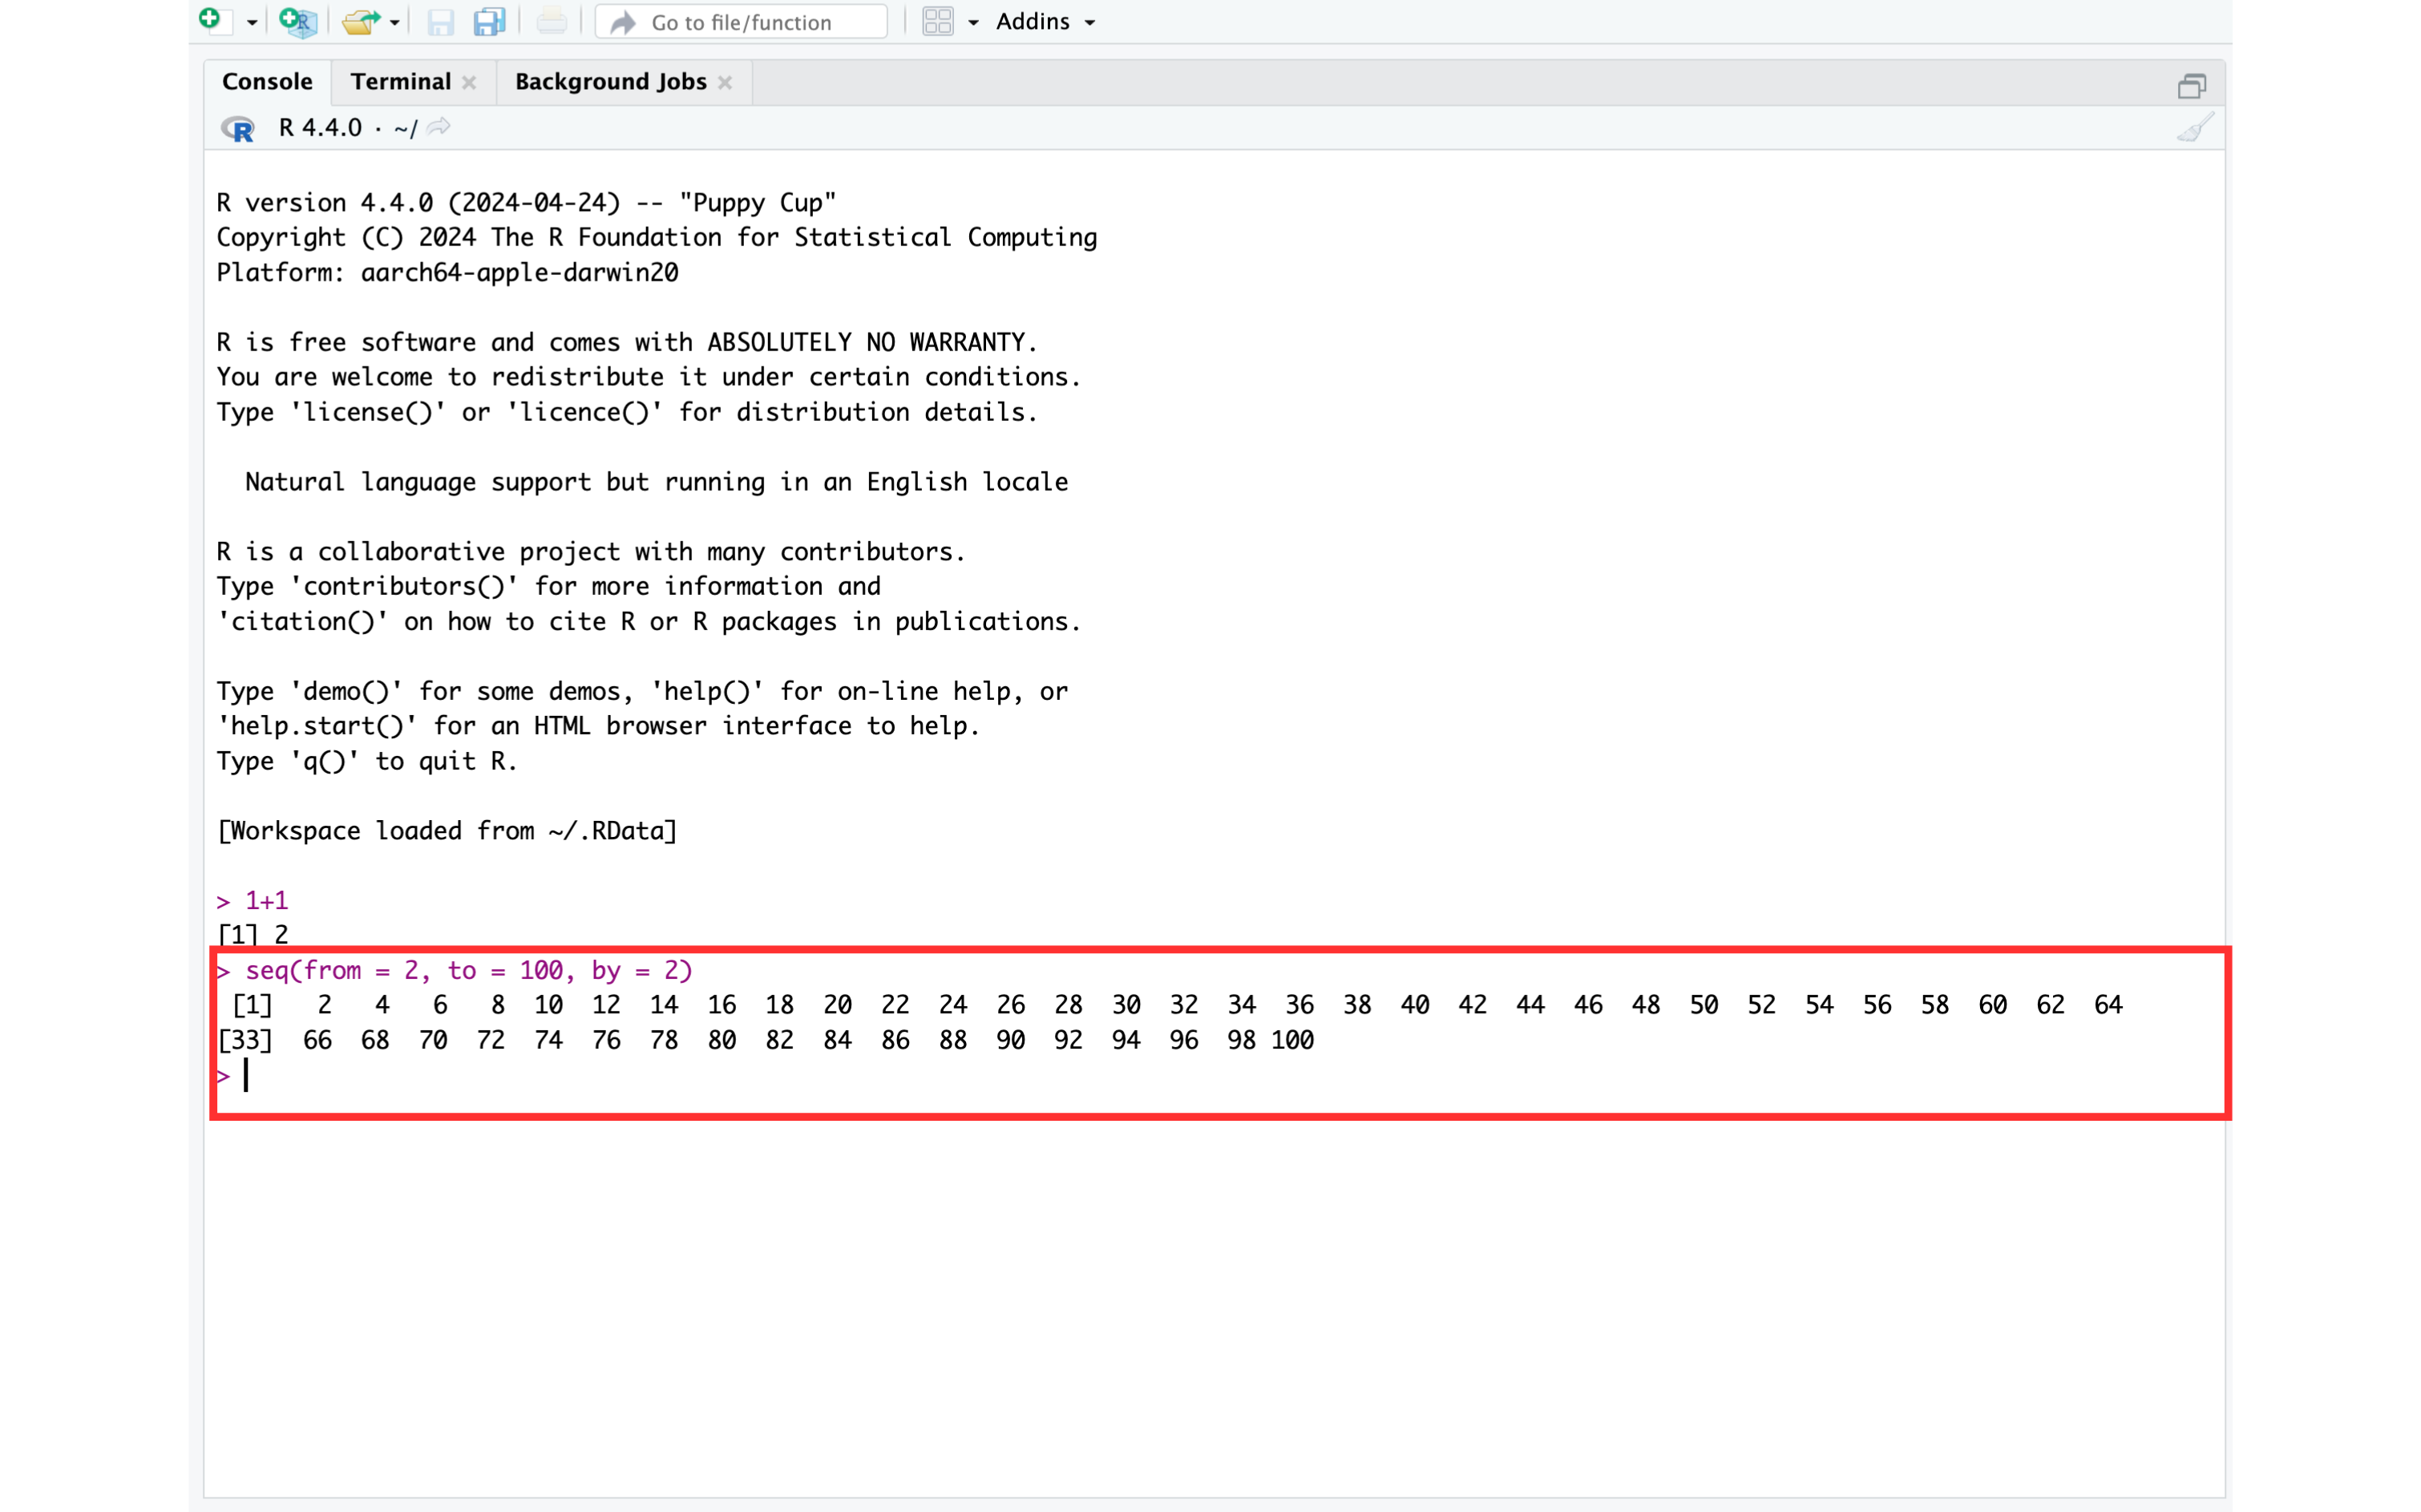 Go to file/function Addins
Console Terminal Background Jobs
R R 4.4.0 · ~/
R version 4.4.0 (2024-04-24) -- "Puppy Cup"
Copyright (C) 2024 The R Foundation for Statistical Computing
Platform: aarch64-apple-darwin20
R is free software and comes with ABSOLUTELY NO WARRANTY.
You are welcome to redistribute it under certain conditions.
Type 'license()' or 'licence()' for distribution details.
Natural language support but running in an English locale
R is a collaborative project with many contributors.
Type 'contributors()' for more information and
'citation()' on how to cite R or R packages in publications.
Type 'demo()' for some demos, 'help()' for on-line help, or
'help.start()' for an HTML browser interface to help.
Type 'q()' to quit R.
[Workspace loaded from ~/.RData]
> 1+1
[1] 2
> seq(from = 2, to = 100, by = 2)
[1] 2 4 6 8 10 12 14 16 18 20 22 24 26 28 30 32 34 36 38 40 42 44 46 48 50 52 54 56 58 60 62 64
[33] 66 68 70 72 74 76 78 80 82 84 86 88 90 92 94 96 98 100
>